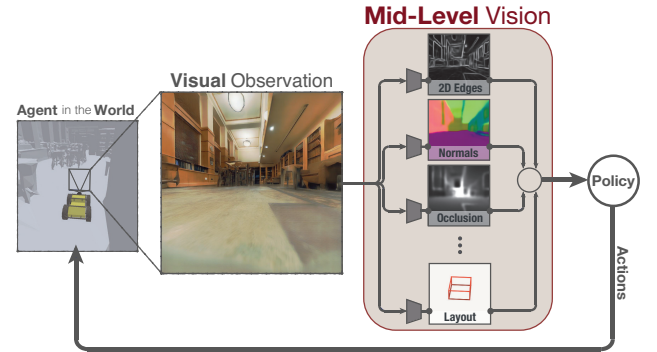 Mid-Level Vision
Visual Observation
Agent in the World
2D Edges
Normals
Occlusion
Layout
Policy
Actions